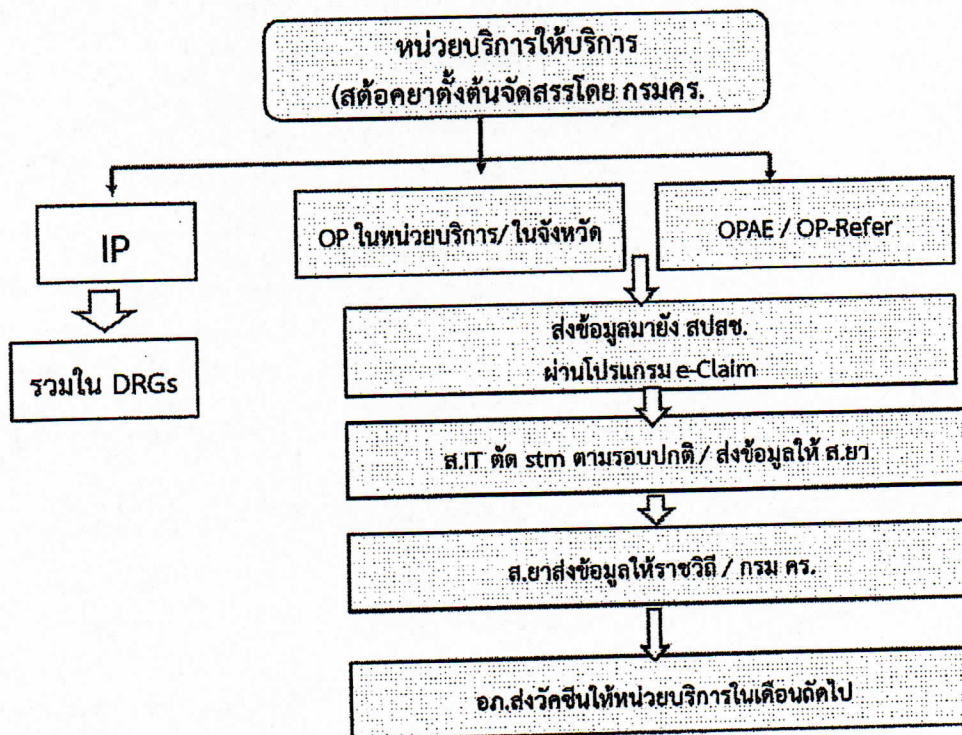 หน่วยบริการให้บริการ
(สต้อคยาตั้งต้นจัดสรรโดย กรมคร.
IP
OP ในหน่วยบริการ/ ในจังหวัด
OPAE / OP-Refer
รวมใน DRGs
ส่งข้อมูลมายัง สปสช.
ผ่านโปรแกรม e-Claim
ส.IT ตัด stm ตามรอบปกติ / ส่งข้อมูลให้ ส.ยา
ส.ยาส่งข้อมูลให้ราชวิถี / กรม คร.
อภ.ส่งวัคซีนให้หน่วยบริการในเดือนถัดไป